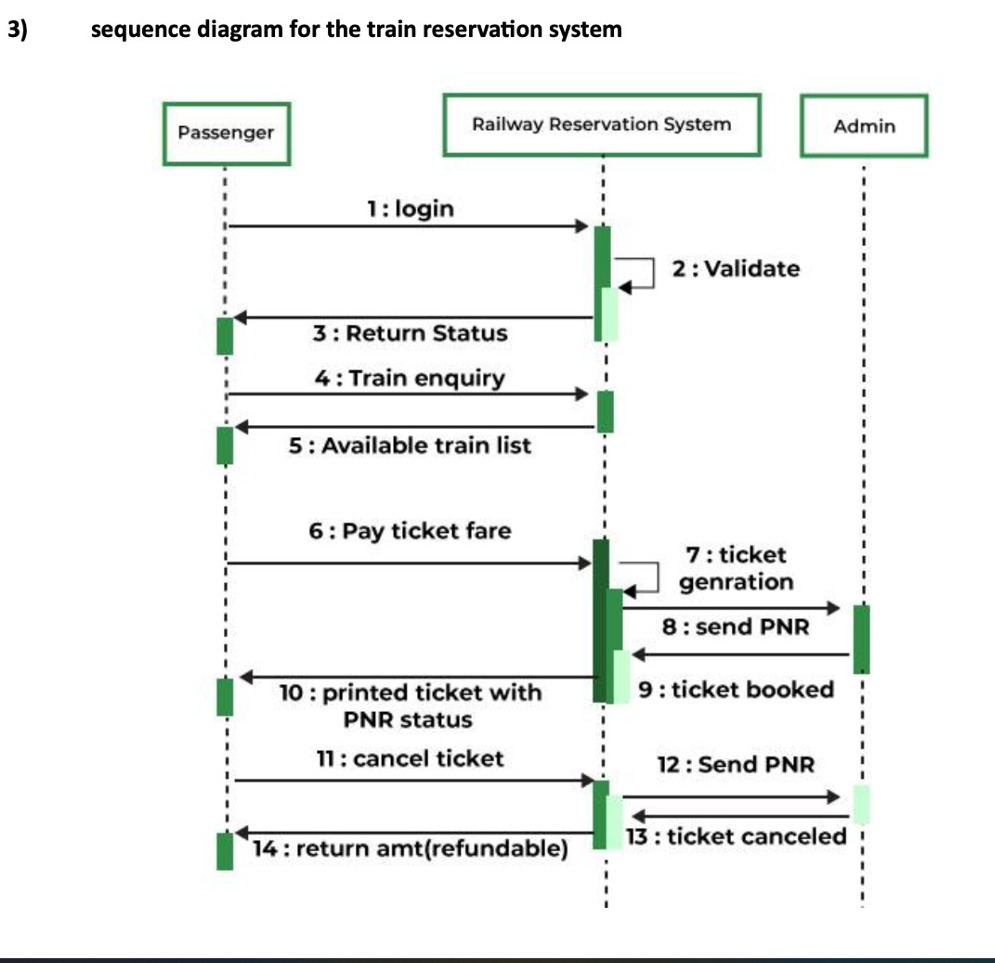 3) sequence diagram for the train reservation system
Passenger
Railway Reservation System
Admin
1 : login
2 : Validate
3 : Return Status
4 : Train enquiry
5 : Available train list
6 : Pay ticket fare
7 : ticket
genration
8 : send PNR
9 : ticket booked
10 : printed ticket with
PNR status
11 : cancel ticket
12 : Send PNR
13 : ticket canceled
14 : return amt(refundable)